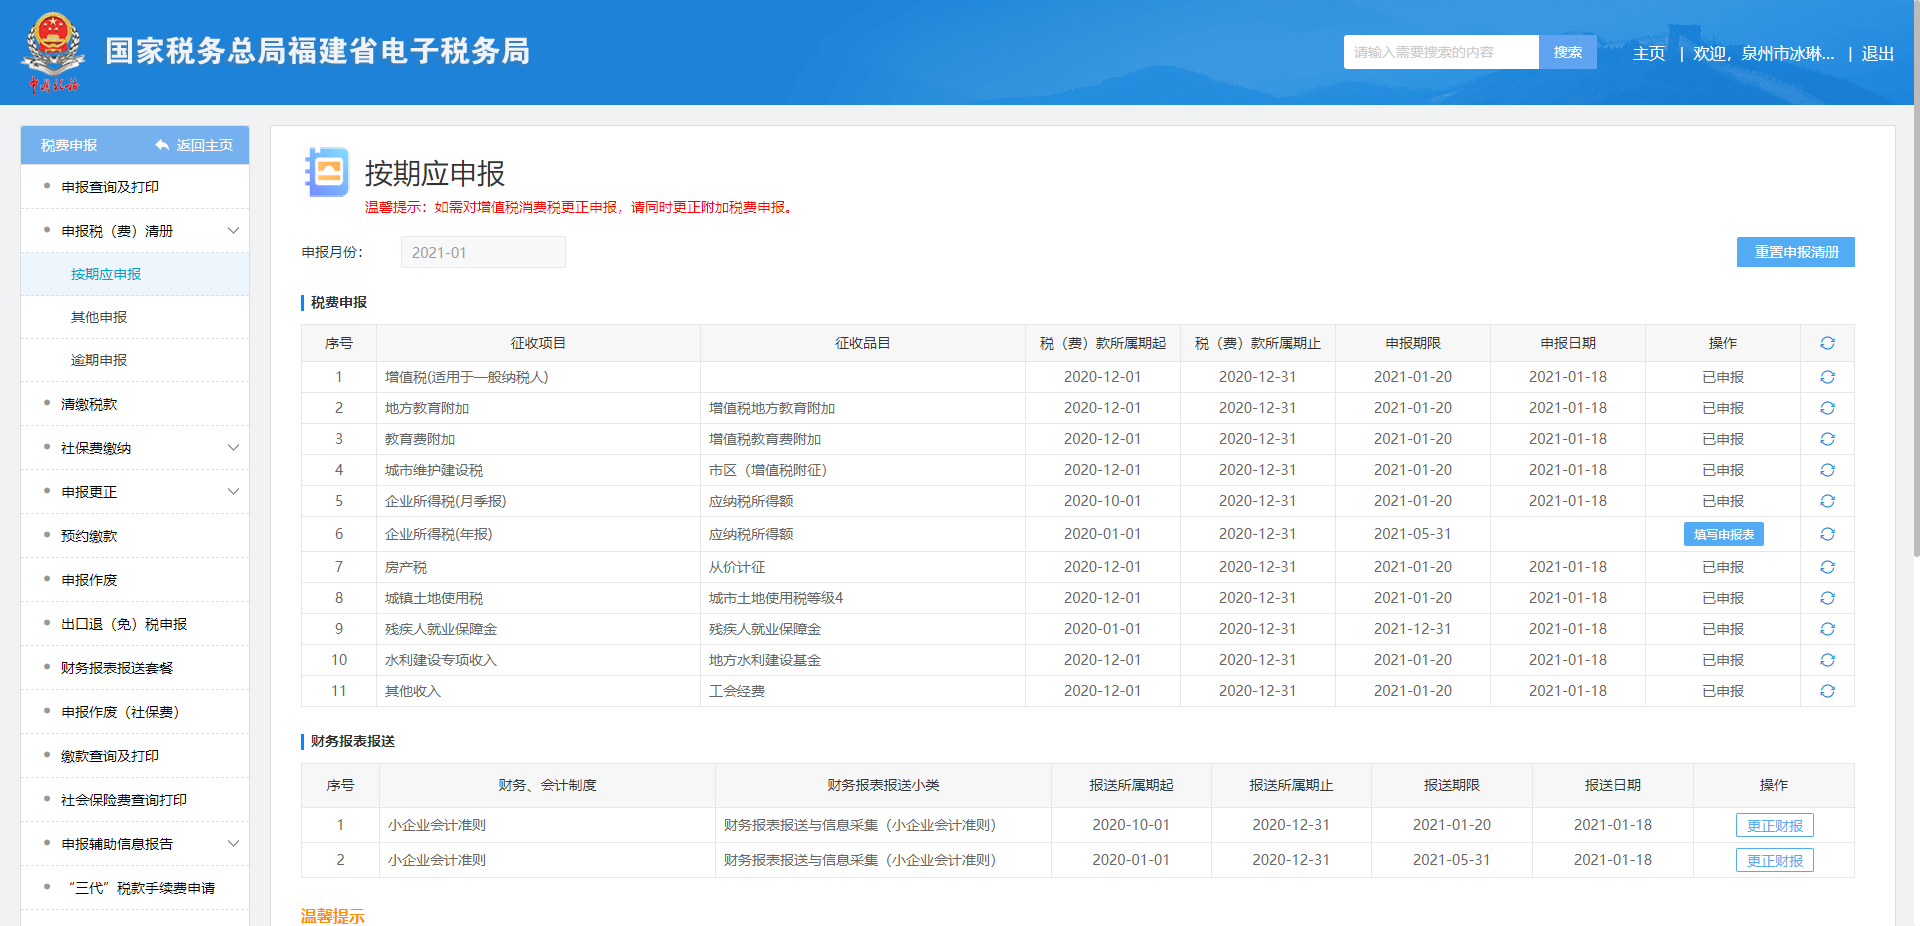 国家税务总局福建省电子税务局
中国税务
请输入需要搜索的内容 搜索 主页 | 欢迎, 泉州市冰琳... | 退出
税费申报 返回主页
申报查询及打印
申报税（费）清册
按期应申报
其他申报
逾期申报
清缴税款
社保费缴纳
申报更正
预约缴款
申报作废
出口退（免）税申报
财务报表报送套餐
申报作废（社保费）
缴款查询及打印
社会保险费查询打印
申报辅助信息报告
“三代”税款手续费申请
按期应申报
温馨提示：如需对增值税消费税更正申报，请同时更正附加税费申报。
申报月份： 2021-01 重置申报清册
税费申报
序号 征收项目 征收品目 税（费）款所属期起 税（费）款所属期止 申报期限 申报日期 操作
1 增值税(适用于一般纳税人) 2020-12-01 2020-12-31 2021-01-20 2021-01-18 已申报
2 地方教育附加 增值税地方教育附加 2020-12-01 2020-12-31 2021-01-20 2021-01-18 已申报
3 教育费附加 增值税教育费附加 2020-12-01 2020-12-31 2021-01-20 2021-01-18 已申报
4 城市维护建设税 市区（增值税附征） 2020-12-01 2020-12-31 2021-01-20 2021-01-18 已申报
5 企业所得税(月季报) 应纳税所得额 2020-10-01 2020-12-31 2021-01-20 2021-01-18 已申报
6 企业所得税(年报) 应纳税所得额 2020-01-01 2020-12-31 2021-05-31 填写申报表
7 房产税 从价计征 2020-12-01 2020-12-31 2021-01-20 2021-01-18 已申报
8 城镇土地使用税 城市土地使用税等级4 2020-12-01 2020-12-31 2021-01-20 2021-01-18 已申报
9 残疾人就业保障金 残疾人就业保障金 2020-01-01 2020-12-31 2021-12-31 2021-01-18 已申报
10 水利建设专项收入 地方水利建设基金 2020-12-01 2020-12-31 2021-01-20 2021-01-18 已申报
11 其他收入 工会经费 2020-12-01 2020-12-31 2021-01-20 2021-01-18 已申报
财务报表报送
序号 财务、会计制度 财务报表报送小类 报送所属期起 报送所属期止 报送期限 报送日期 操作
1 小企业会计准则 财务报表报送与信息采集（小企业会计准则） 2020-10-01 2020-12-31 2021-01-20 2021-01-18 更正财报
2 小企业会计准则 财务报表报送与信息采集（小企业会计准则） 2020-01-01 2020-12-31 2021-05-31 2021-01-18 更正财报
温馨提示